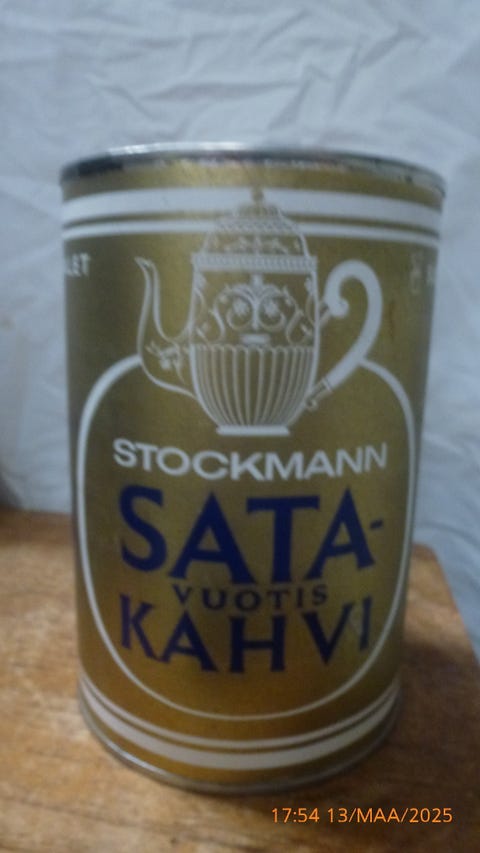 STOCKMANN
SATA-
VUOTIS
KAHVI
17:54 13/MAA/2025